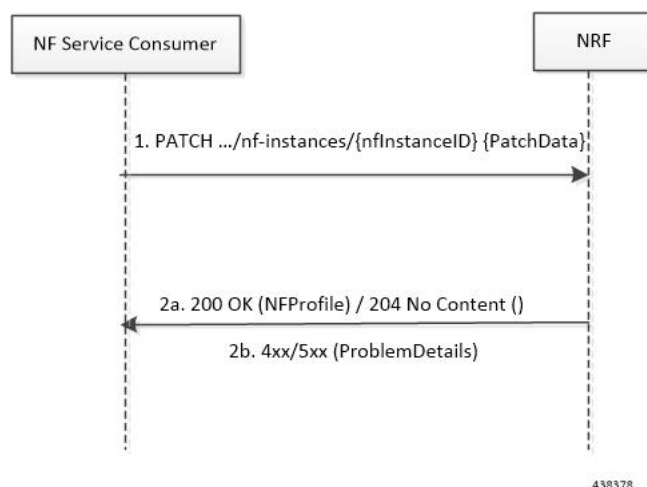 NF Service Consumer
NRF
1. PATCH .../nf-instances/{nfInstanceID} {PatchData}
2a. 200 OK (NFProfile) / 204 No Content ()
2b. 4xx/5xx (ProblemDetails)
438378